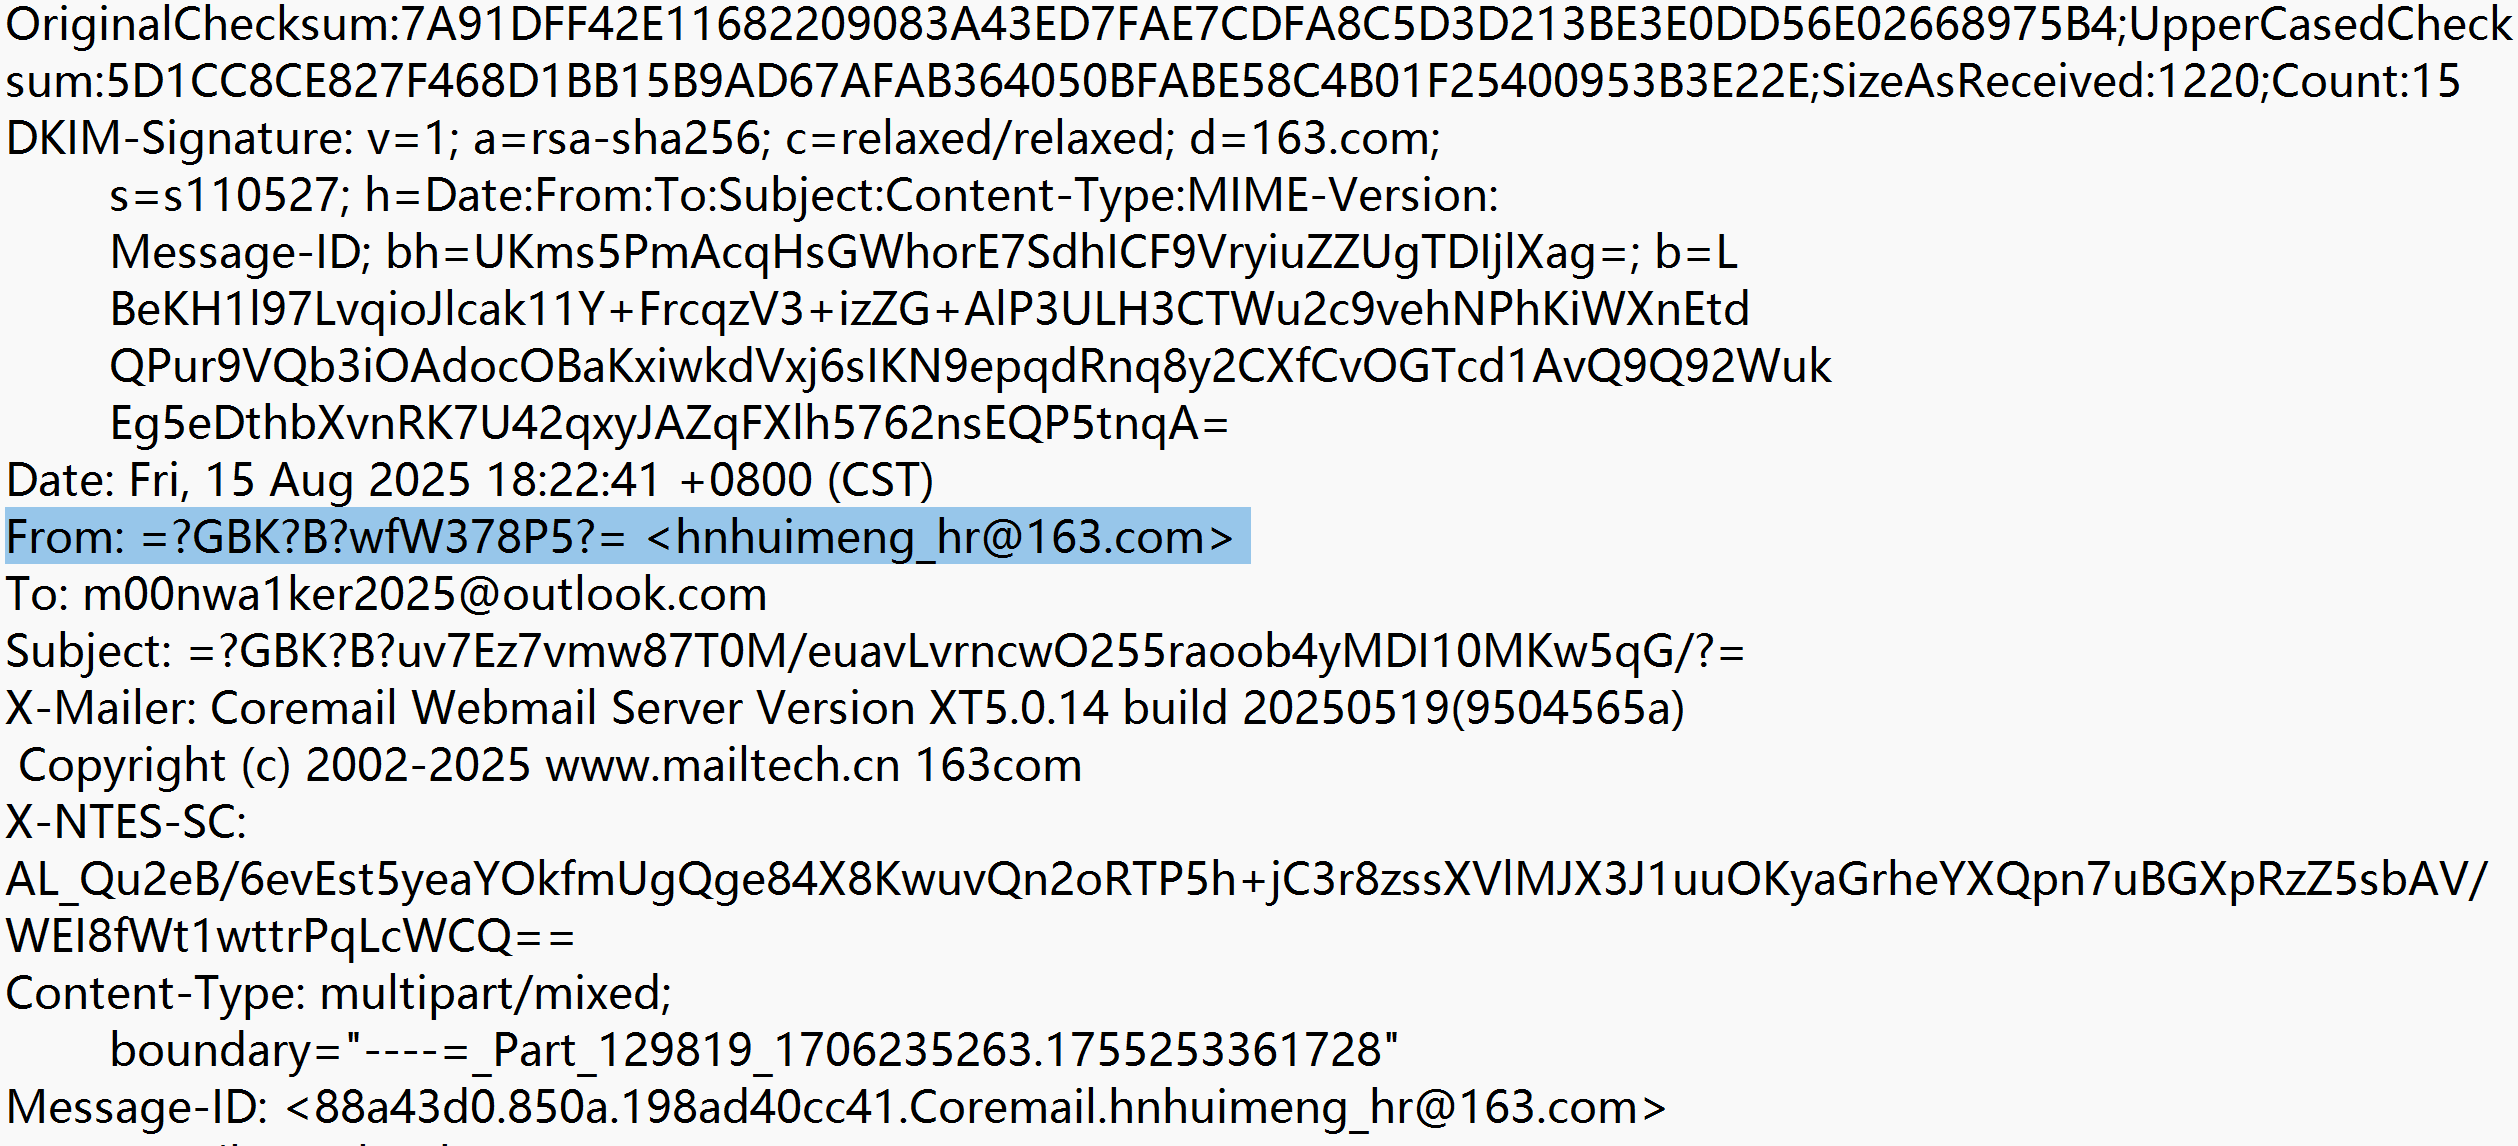 OriginalChecksum:7A91DFF42E11682209083A43ED7FAE7CDFA8C5D3D213BE3E0DD56E02668975B4;UpperCasedCheck
sum:5D1CC8CE827F468D1BB15B9AD67AFAB364050BFABE58C4B01F25400953B3E22E;SizeAsReceived:1220;Count:15
DKIM-Signature: v=1; a=rsa-sha256; c=relaxed/relaxed; d=163.com;
s=s110527; h=Date:From:To:Subject:Content-Type:MIME-Version:
Message-ID; bh=UKms5PmAcqHsGWhorE7SdhICF9VryiuZZUgTDIjlXag=; b=L
BeKH1l97LvqioJlcak11Y+FrcqzV3+izZG+AlP3ULH3CTWu2c9vehNPhKiWXnEtd
QPur9VQb3iOAdocOBaKxiwkdVxj6sIKN9epqdRnq8y2CXfCvOGTcd1AvQ9Q92Wuk
Eg5eDthbXvnRK7U42qxyJAZqFXlh5762nsEQP5tnqA=
Date: Fri, 15 Aug 2025 18:22:41 +0800 (CST)
From: =?GBK?B?wfW378P5?= <hnhuimeng_hr@163.com>
To: m00nwa1ker2025@outlook.com
Subject: =?GBK?B?uv7Ez7vmw87T0M/euavLvrncwO255raoob4yMDI10MKw5qG/?=
X-Mailer: Coremail Webmail Server Version XT5.0.14 build 20250519(9504565a)
Copyright (c) 2002-2025 www.mailtech.cn 163com
X-NTES-SC:
AL_Qu2eB/6evEst5yeaYOkfmUgQge84X8KwuvQn2oRTP5h+jC3r8zssXVlMJX3J1uuOKyaGrheYXQpn7uBGXpRzZ5sbAV/
WEI8fWt1wttrPqLcWCQ==
Content-Type: multipart/mixed;
boundary="----=_Part_129819_1706235263.1755253361728"
Message-ID: <88a43d0.850a.198ad40cc41.Coremail.hnhuimeng_hr@163.com>